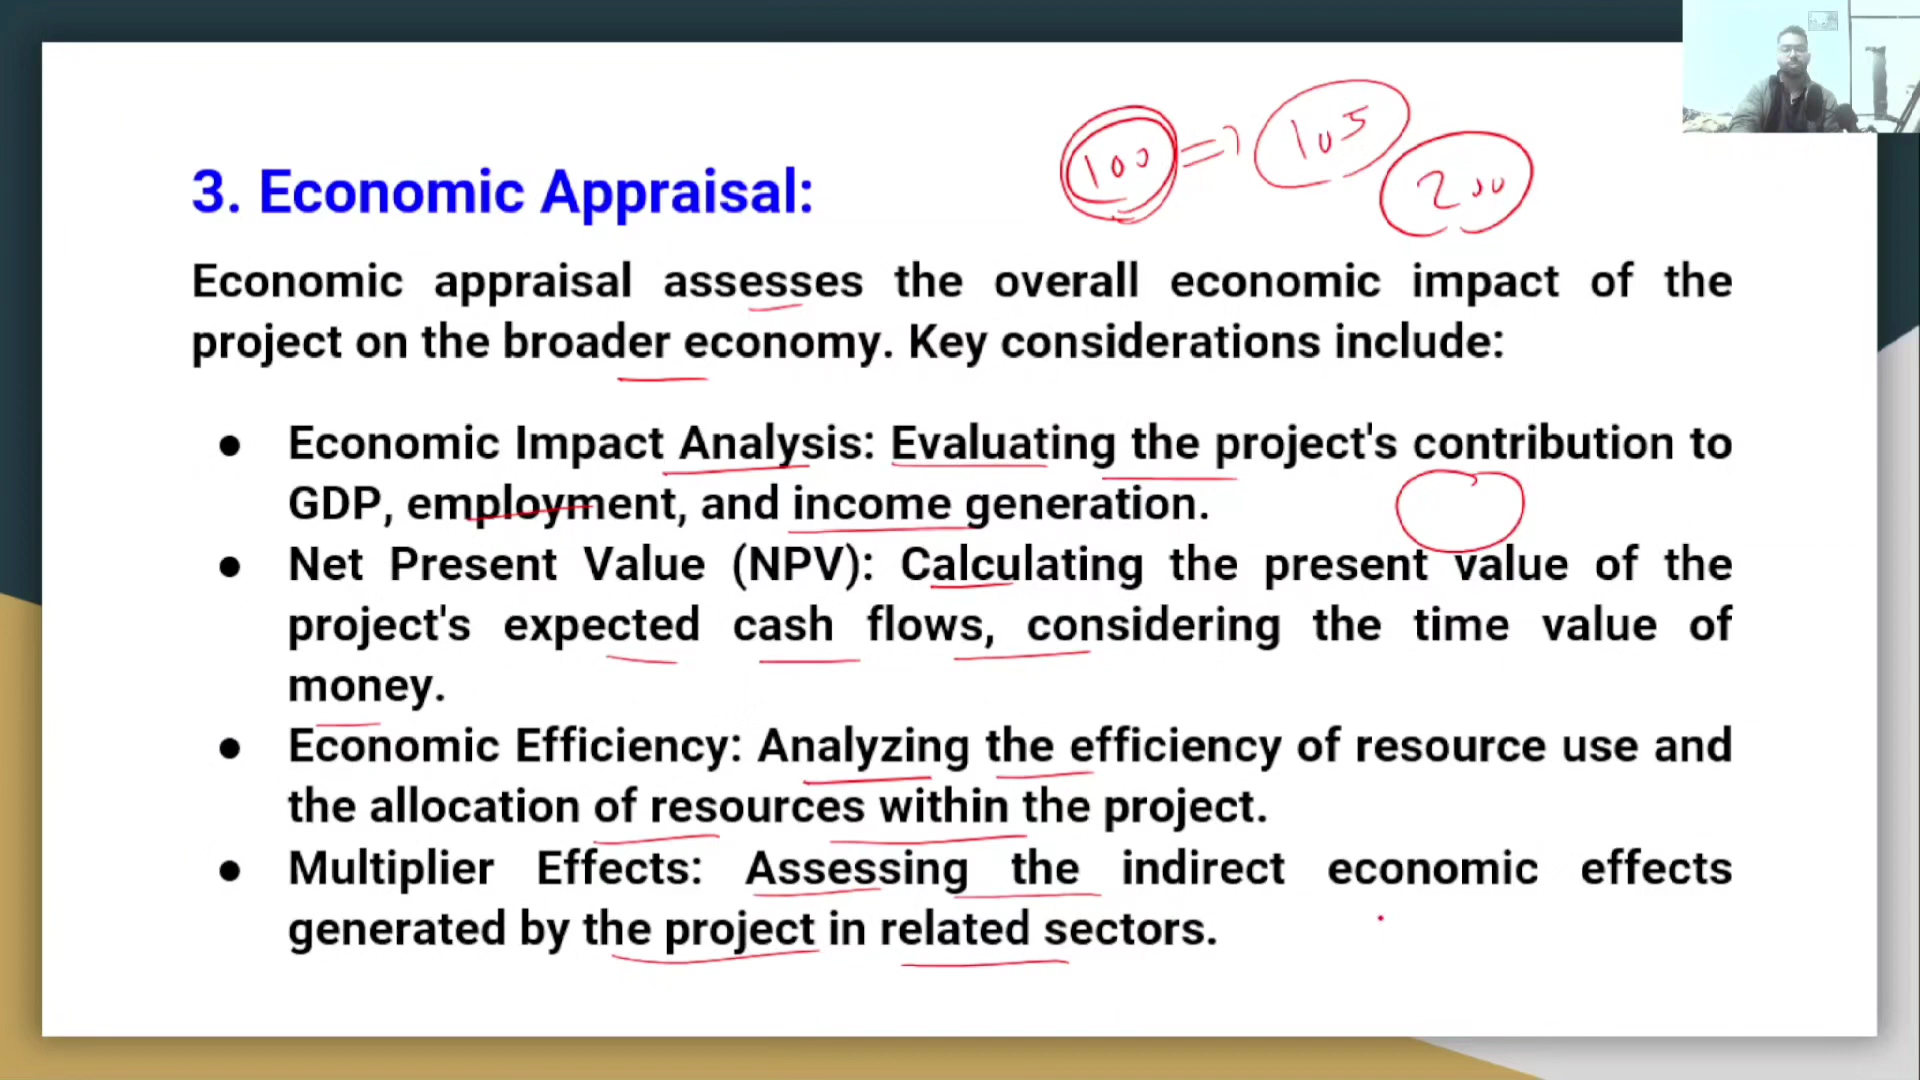 100 => 105
200
3. Economic Appraisal:
Economic appraisal assesses the overall economic impact of the
project on the broader economy. Key considerations include:
● Economic Impact Analysis: Evaluating the project's contribution to
GDP, employment, and income generation.
● Net Present Value (NPV): Calculating the present value of the
project's expected cash flows, considering the time value of
money.
● Economic Efficiency: Analyzing the efficiency of resource use and
the allocation of resources within the project.
● Multiplier Effects: Assessing the indirect economic effects
generated by the project in related sectors.